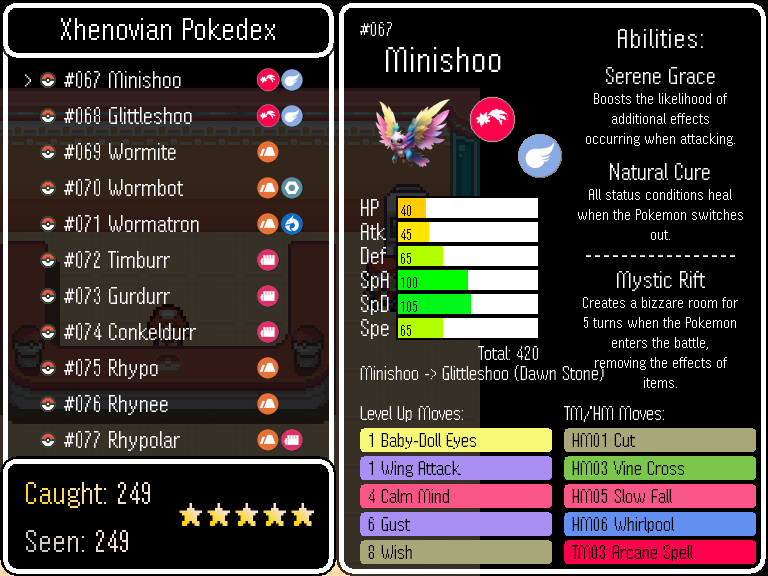 Xhenovian Pokedex
> #067 Minishoo
#068 Glittleshoo
#069 Wormite
#070 Wormbot
#071 Wormatron
#072 Timburr
#073 Gurdurr
#074 Conkeldurr
#075 Rhypo
#076 Rhynee
#077 Rhypolar
Caught: 249
Seen: 249
#067
Minishoo
HP 40
Atk 45
Def 65
SpA 100
SpD 105
Spe 65
Total: 420
Minishoo -> Glittleshoo (Dawn Stone)
Abilities:
Serene Grace
Boosts the likelihood of
additional effects
occurring when attacking.
Natural Cure
All status conditions heal
when the Pokemon switches
out.
-----------------
Mystic Rift
Creates a bizzare room for
5 turns when the Pokemon
enters the battle,
removing the effects of
items.
Level Up Moves:
1 Baby-Doll Eyes
1 Wing Attack
4 Calm Mind
6 Gust
8 Wish
TM/HM Moves:
HM01 Cut
HM03 Vine Cross
HM05 Slow Fall
HM06 Whirlpool
TM03 Arcane Spell